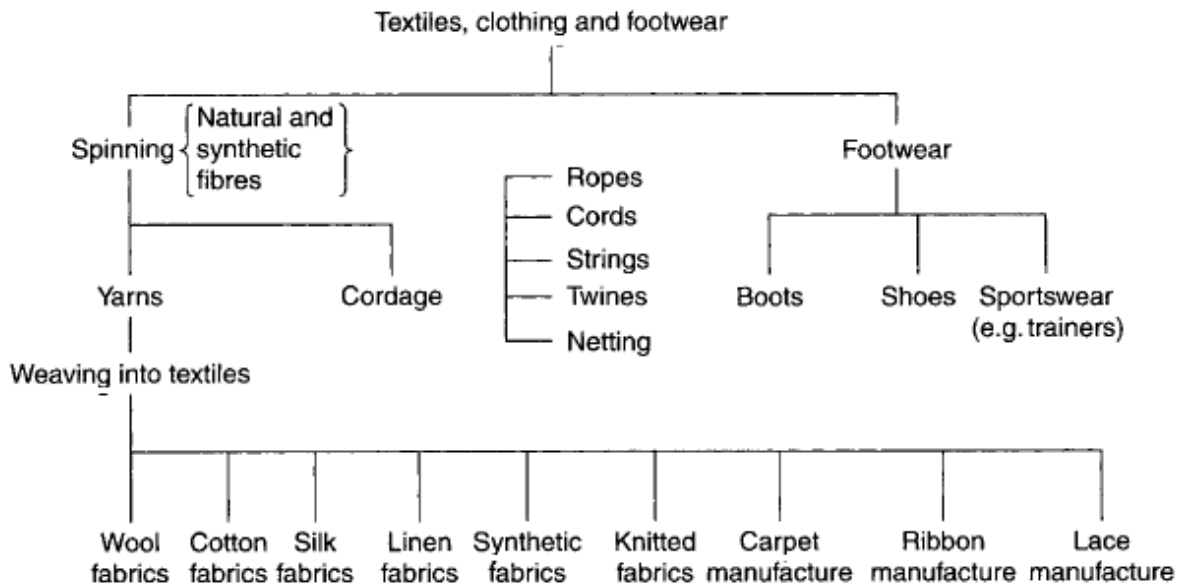 Textiles, clothing and footwear
Spinning
Natural and
synthetic
fibres
Footwear
Ropes
Cords
Strings
Twines
Netting
Yarns
Cordage
Boots
Shoes
Sportswear
(e.g. trainers)
Weaving into textiles
Wool
fabrics
Cotton
fabrics
Silk
fabrics
Linen
fabrics
Synthetic
fabrics
Knitted
fabrics
Carpet
manufacture
Ribbon
manufacture
Lace
manufacture